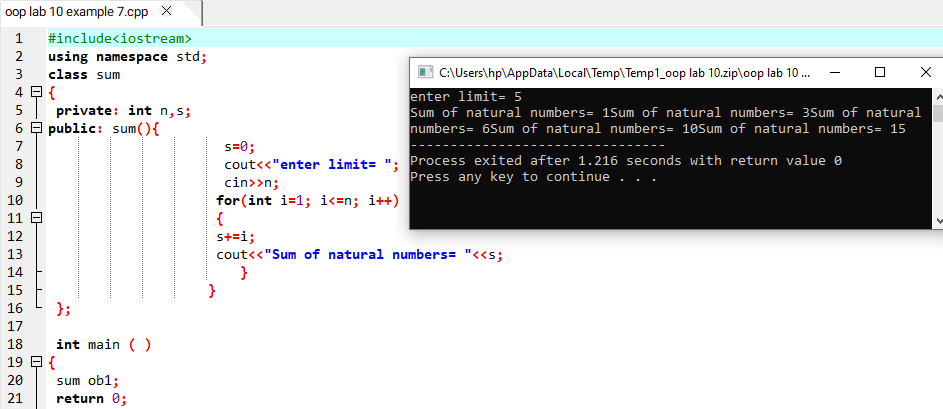 oop lab 10 example 7.cpp
1 #include<iostream>
2 using namespace std;
3 class sum
4 {
5 private: int n,s;
6 public: sum(){
7 s=0;
8 cout<<"enter limit= ";
9 cin>>n;
10 for(int i=1; i<=n; i++)
11 {
12 s+=i;
13 cout<<"Sum of natural numbers= "<<s;
14 }
15 }
16 };
17
18 int main ( )
19 {
20 sum ob1;
21 return 0;
C:\Users\hp\AppData\Local\Temp\Temp1_oop lab 10.zip\oop lab 10 ...
enter limit= 5
Sum of natural numbers= 1Sum of natural numbers= 3Sum of natural
numbers= 6Sum of natural numbers= 10Sum of natural numbers= 15
--------------------------------
Process exited after 1.216 seconds with return value 0
Press any key to continue . . .